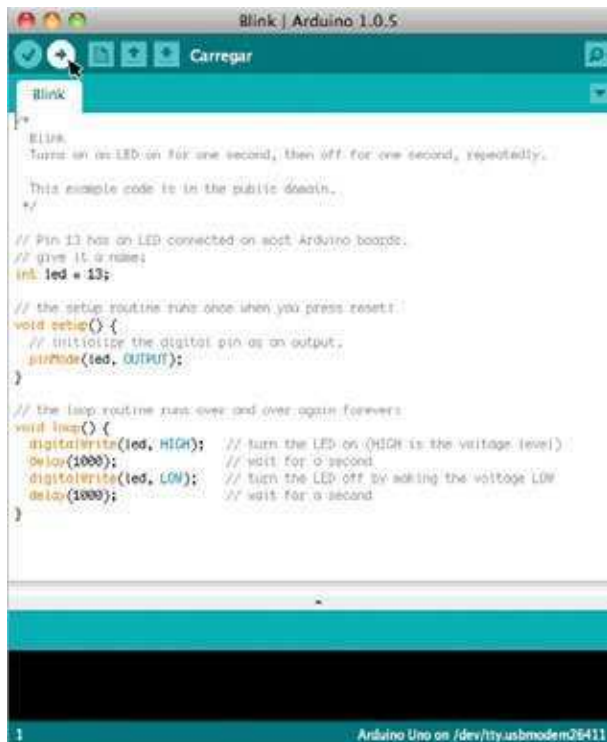 Blink | Arduino 1.0.5
Carregar
Blink
/*
Blink
Turns on an LED on for one second, then off for one second, repeatedly.
This example code is in the public domain.
*/
// Pin 13 has an LED connected on most Arduino boards.
// give it a name:
int led = 13;
// the setup routine runs once when you press reset:
void setup() {
// initialize the digital pin as an output.
pinMode(led, OUTPUT);
}
// the loop routine runs over and over again forever:
void loop() {
digitalWrite(led, HIGH); // turn the LED on (HIGH is the voltage level)
delay(1000); // wait for a second
digitalWrite(led, LOW); // turn the LED off by making the voltage LOW
delay(1000); // wait for a second
}
1 Arduino Uno on /dev/tty.usbmodem26411